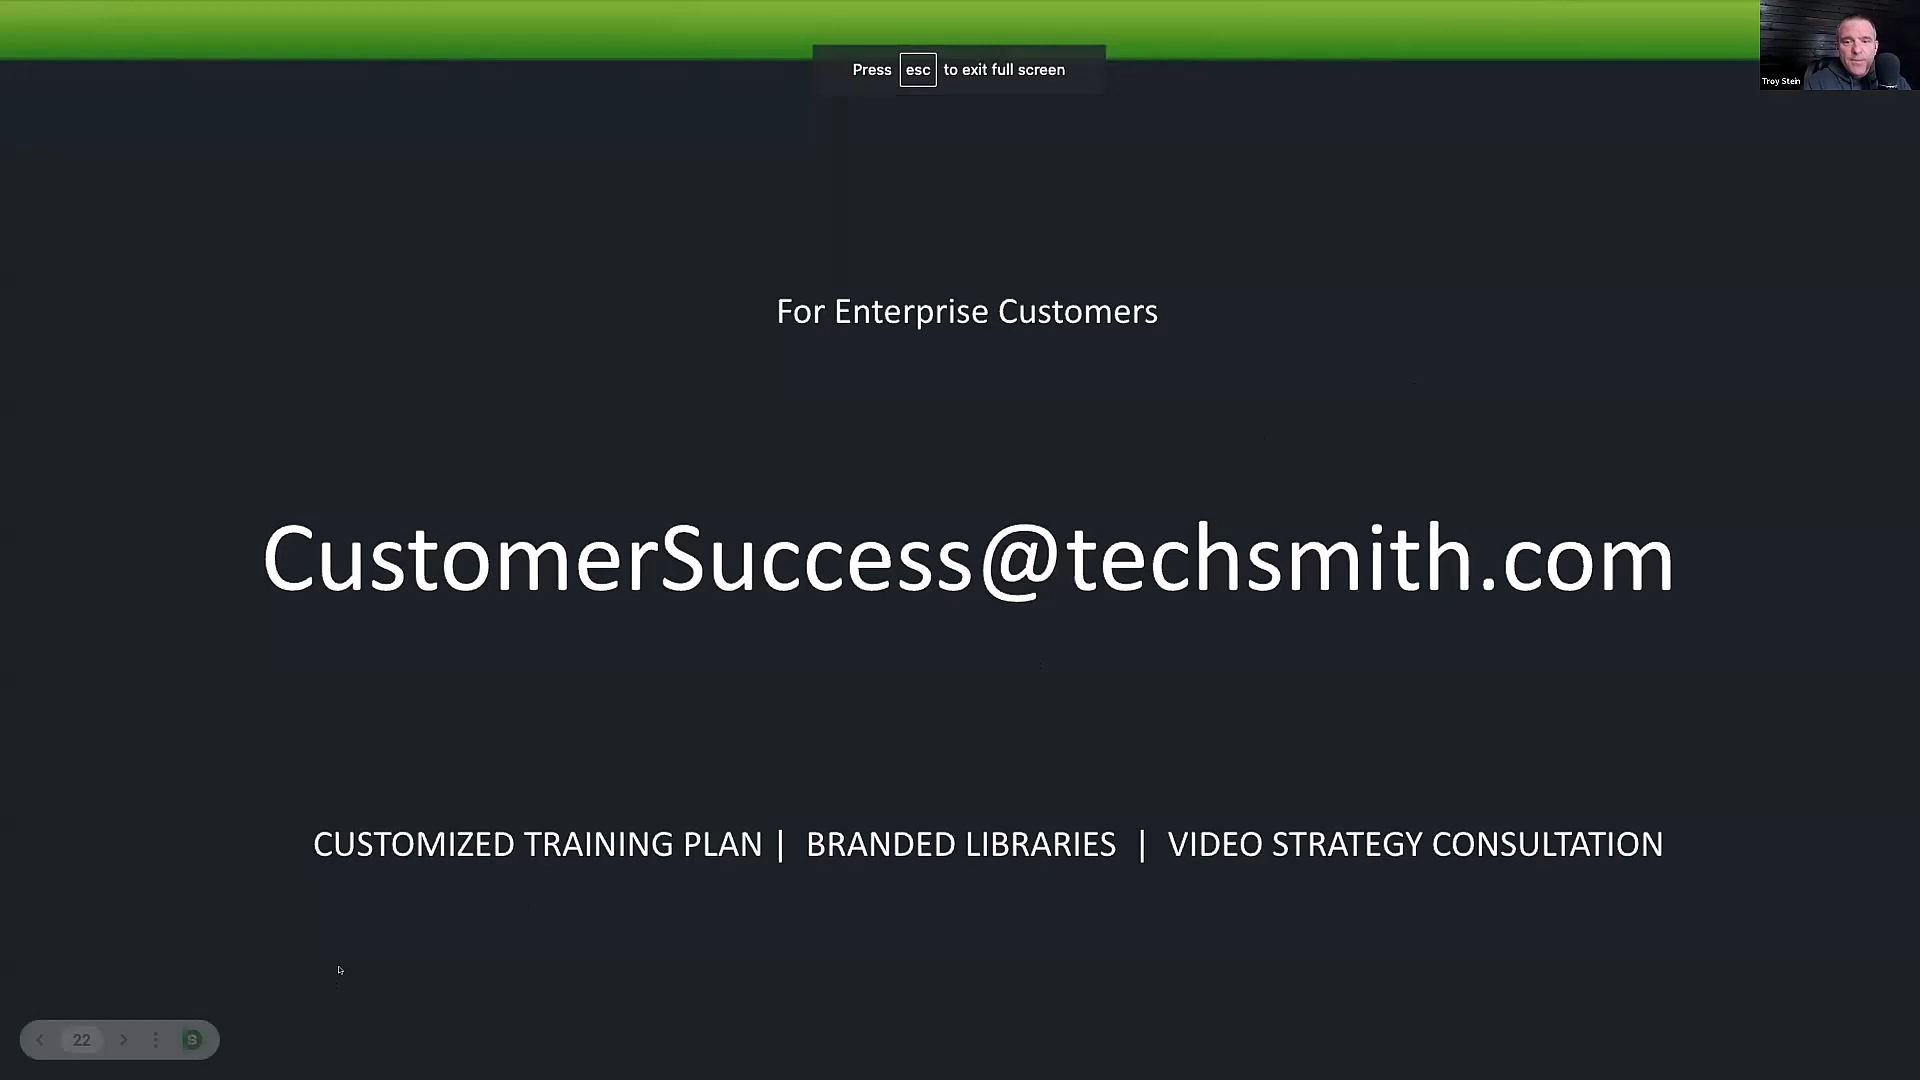 Press esc to exit full screen
Troy Stein
For Enterprise Customers
CustomerSuccess@techsmith.com
CUSTOMIZED TRAINING PLAN | BRANDED LIBRARIES | VIDEO STRATEGY CONSULTATION
22
S